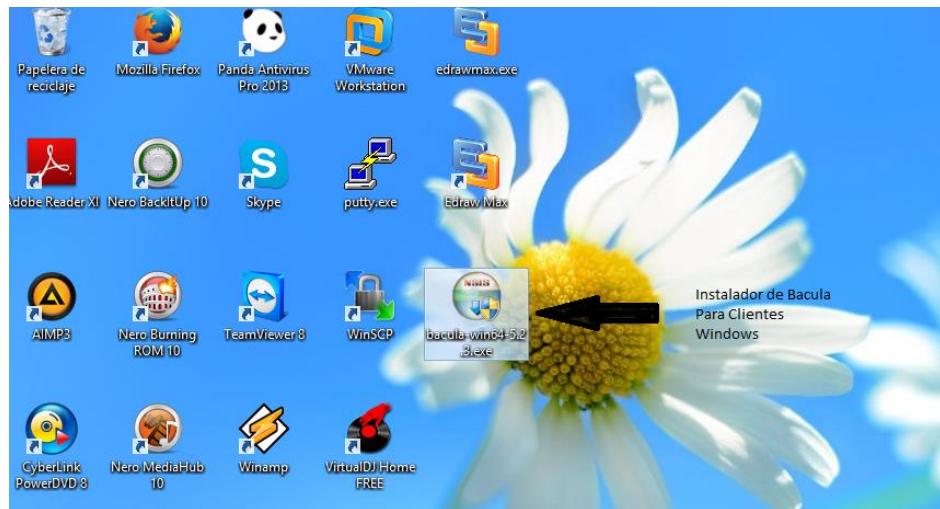 Papelera de
reciclaje
Mozilla Firefox
Panda Antivirus
Pro 2013
VMware
Workstation
edrawmax.exe
Adobe Reader XI
Nero BackItUp 10
Skype
putty.exe
Edraw Max
AIMP3
Nero Burning
ROM 10
TeamViewer 8
WinSCP
NSIS
bacula-win64-5.2
.3.exe
Instalador de Bacula
Para Clientes
Windows
CyberLink
PowerDVD 8
Nero MediaHub
10
Winamp
VirtualDJ Home
FREE